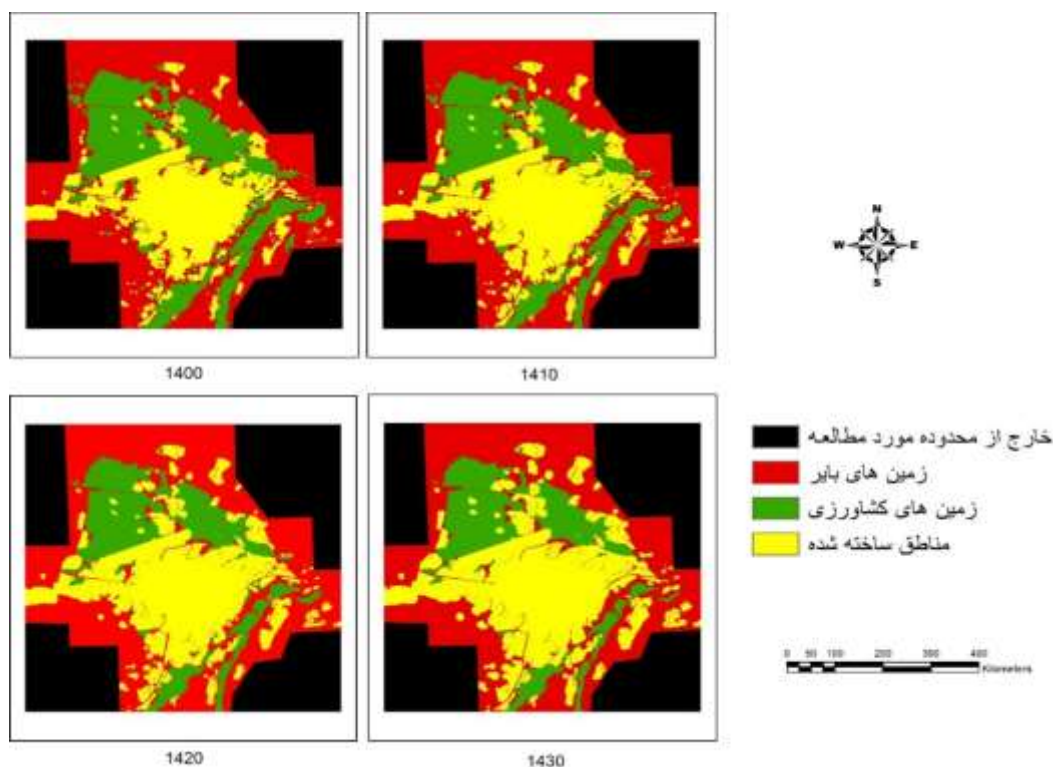 1400
1410
N
W E
S
1420
1430
خارج از محدوده مورد مطالعه
زمین های بایر
زمین های کشاورزی
مناطق ساخته شده
0 50 100 200 300 400
Kilometers